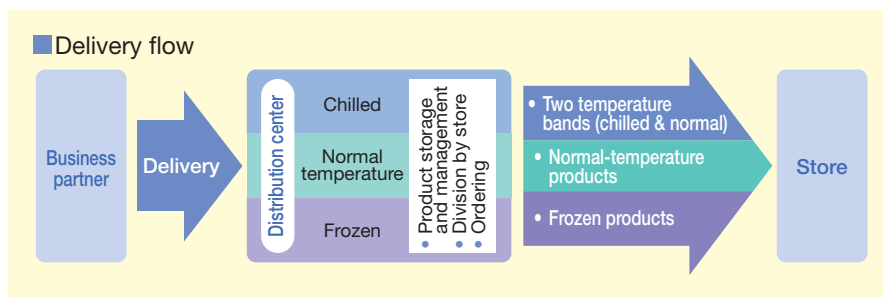 Delivery flow
Business
partner
Delivery
Distribution center
Chilled
Normal
temperature
Frozen
• Product storage
and management
• Division by store
• Ordering
• Two temperature
bands (chilled & normal)
• Normal-temperature
products
• Frozen products
Store